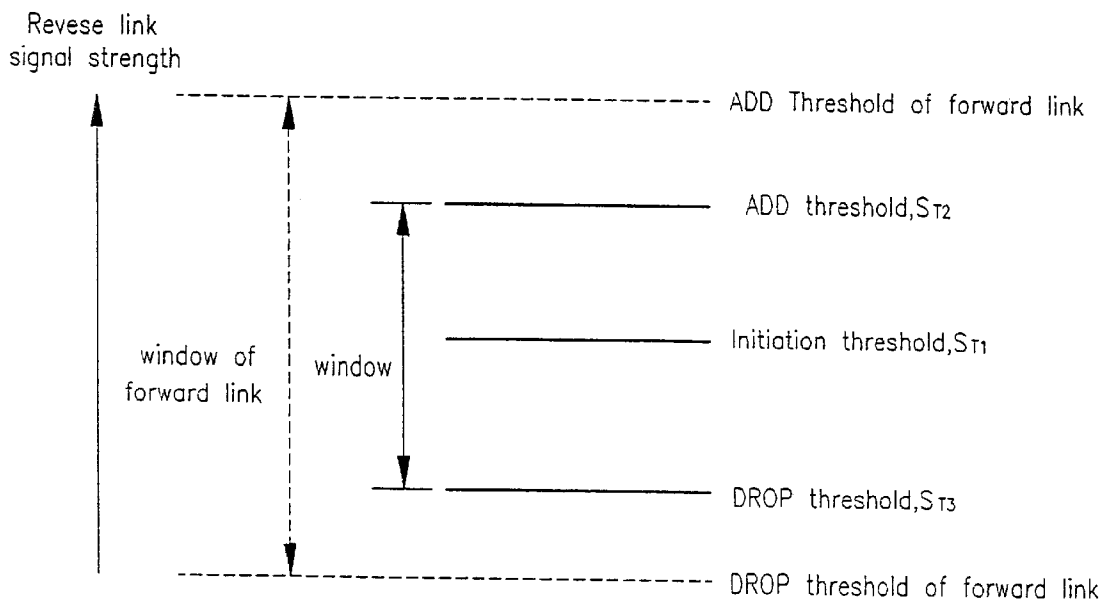 Revese link
signal strength
ADD Threshold of forward link
ADD threshold,ST2
Initiation threshold,ST1
window of
forward link
window
DROP threshold,ST3
DROP threshold of forward link